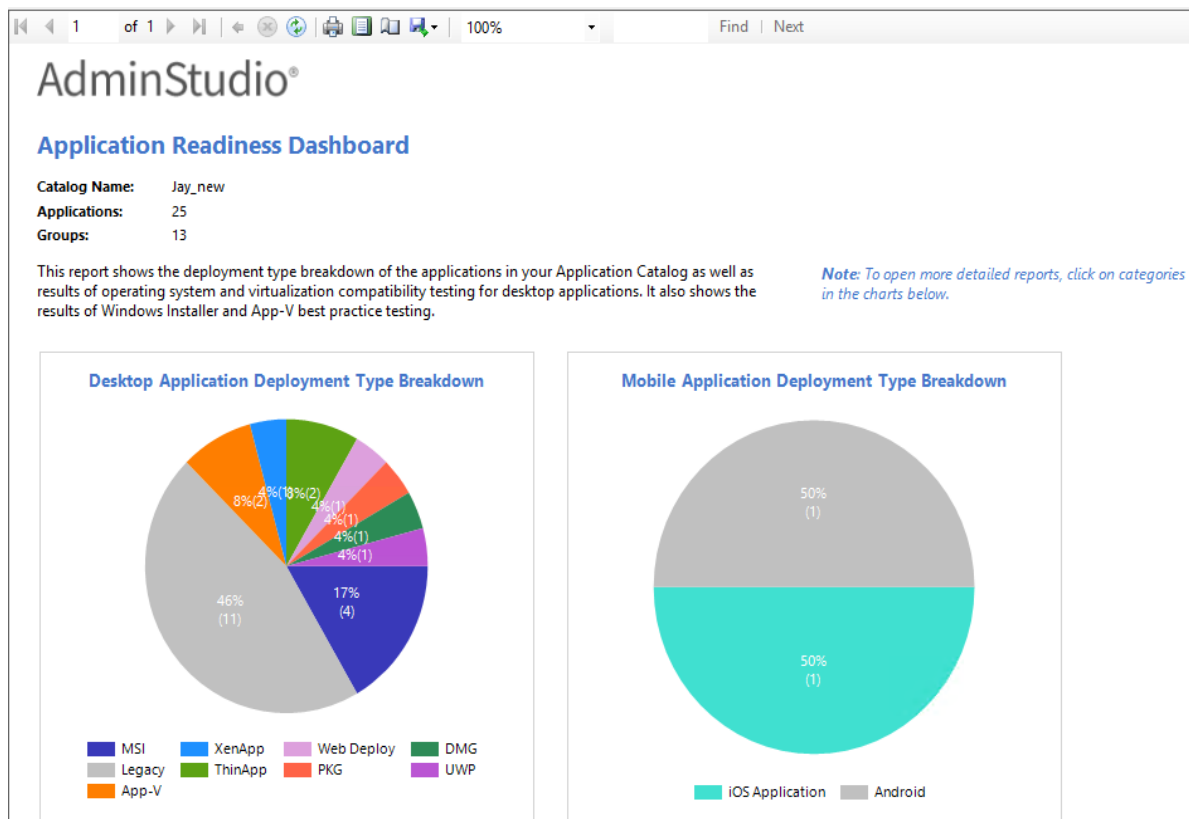 1 of 1 100% Find | Next
AdminStudio®
Application Readiness Dashboard
Catalog Name: Jay_new
Applications: 25
Groups: 13
This report shows the deployment type breakdown of the applications in your Application Catalog as well as
results of operating system and virtualization compatibility testing for desktop applications. It also shows the
results of Windows Installer and App-V best practice testing.
Note: To open more detailed reports, click on categories
in the charts below.
Desktop Application Deployment Type Breakdown
8%(2)
4%(1)
8%(2)
4%(1)
4%(1)
4%(1)
4%(1)
46%
(11)
17%
(4)
MSI XenApp Web Deploy DMG
Legacy ThinApp PKG UWP
App-V
Mobile Application Deployment Type Breakdown
50%
(1)
50%
(1)
iOS Application Android